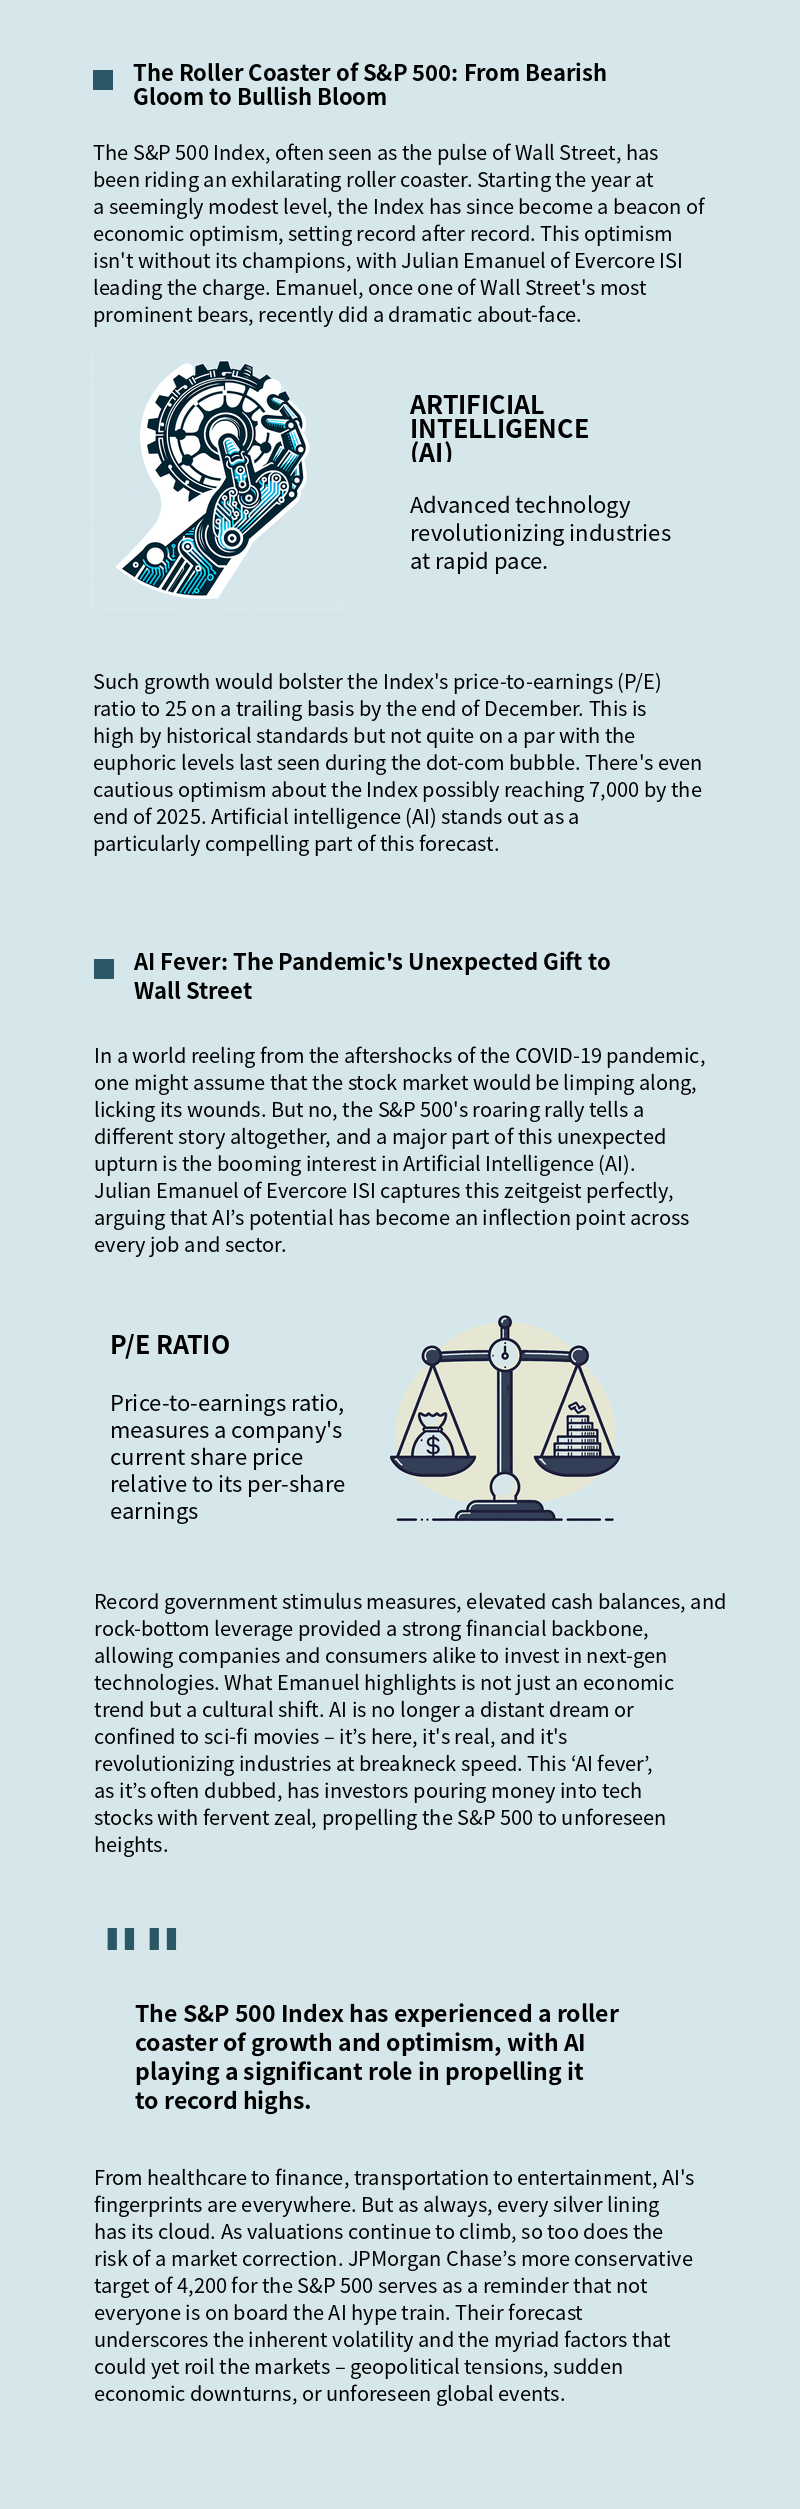 The Roller Coaster of S&P 500: From Bearish
Gloom to Bullish Bloom
The S&P 500 Index, often seen as the pulse of Wall Street, has
been riding an exhilarating roller coaster. Starting the year at
a seemingly modest level, the Index has since become a beacon of
economic optimism, setting record after record. This optimism
isn't without its champions, with Julian Emanuel of Evercore ISI
leading the charge. Emanuel, once one of Wall Street's most
prominent bears, recently did a dramatic about-face.
ARTIFICIAL
INTELLIGENCE
(AI)
Advanced technology
revolutionizing industries
at rapid pace.
Such growth would bolster the Index's price-to-earnings (P/E)
ratio to 25 on a trailing basis by the end of December. This is
high by historical standards but not quite on a par with the
euphoric levels last seen during the dot-com bubble. There's even
cautious optimism about the Index possibly reaching 7,000 by the
end of 2025. Artificial intelligence (AI) stands out as a
particularly compelling part of this forecast.
AI Fever: The Pandemic's Unexpected Gift to
Wall Street
In a world reeling from the aftershocks of the COVID-19 pandemic,
one might assume that the stock market would be limping along,
licking its wounds. But no, the S&P 500's roaring rally tells a
different story altogether, and a major part of this unexpected
upturn is the booming interest in Artificial Intelligence (AI).
Julian Emanuel of Evercore ISI captures this zeitgeist perfectly,
arguing that AI’s potential has become an inflection point across
every job and sector.
P/E RATIO
Price-to-earnings ratio,
measures a company's
current share price
relative to its per-share
earnings
$
Record government stimulus measures, elevated cash balances, and
rock-bottom leverage provided a strong financial backbone,
allowing companies and consumers alike to invest in next-gen
technologies. What Emanuel highlights is not just an economic
trend but a cultural shift. AI is no longer a distant dream or
confined to sci-fi movies – it’s here, it's real, and it's
revolutionizing industries at breakneck speed. This ‘AI fever’,
as it’s often dubbed, has investors pouring money into tech
stocks with fervent zeal, propelling the S&P 500 to unforeseen
heights.
""
The S&P 500 Index has experienced a roller
coaster of growth and optimism, with AI
playing a significant role in propelling it
to record highs.
From healthcare to finance, transportation to entertainment, AI's
fingerprints are everywhere. But as always, every silver lining
has its cloud. As valuations continue to climb, so too does the
risk of a market correction. JPMorgan Chase’s more conservative
target of 4,200 for the S&P 500 serves as a reminder that not
everyone is on board the AI hype train. Their forecast
underscores the inherent volatility and the myriad factors that
could yet roil the markets – geopolitical tensions, sudden
economic downturns, or unforeseen global events.